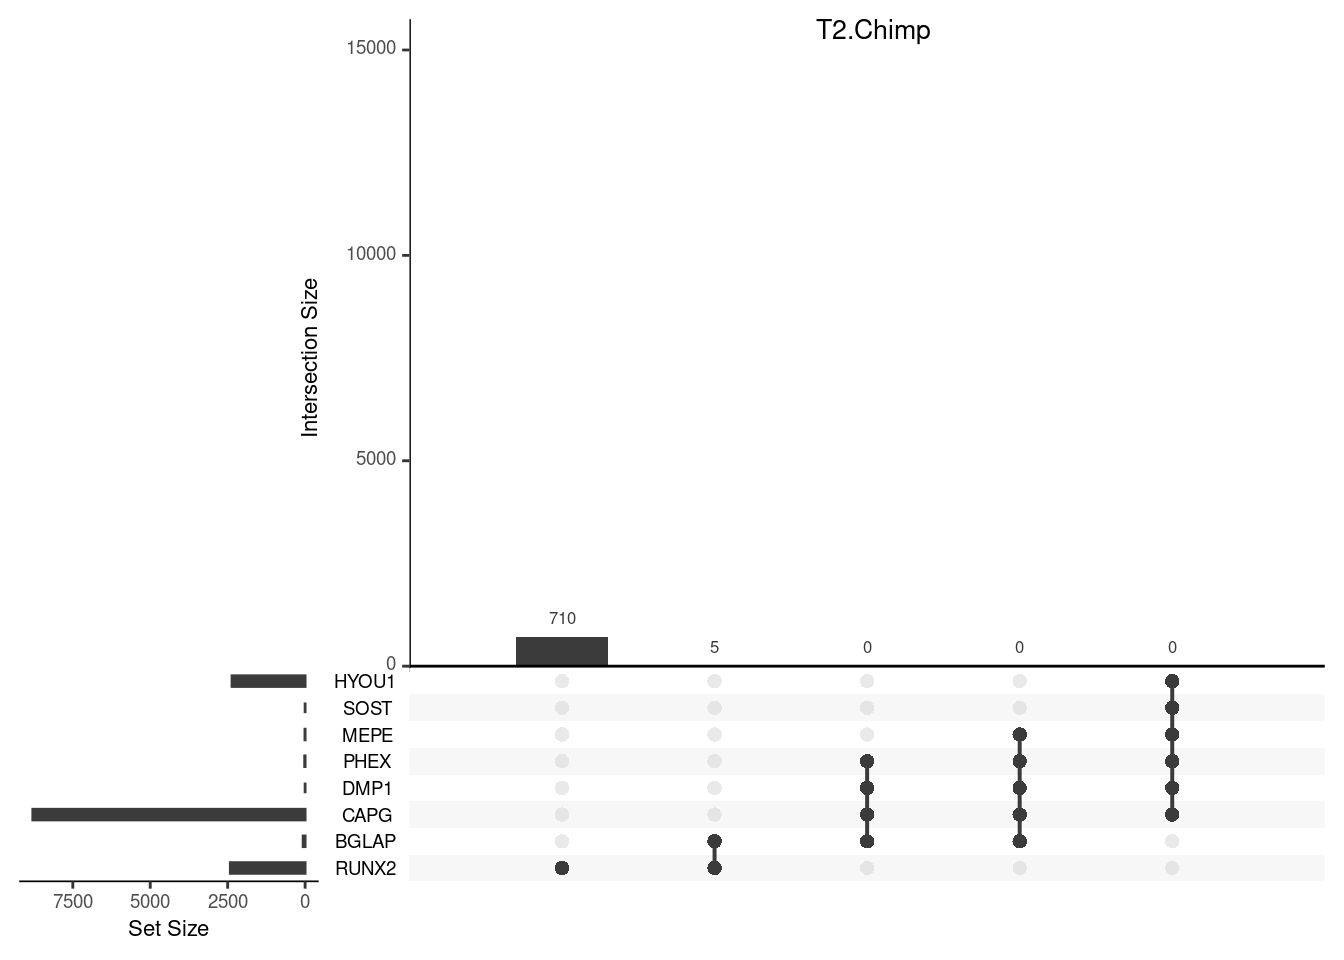 T2.Chimp
15000
10000
5000
0
Intersection Size
710
5
0
0
0
HYOU1
SOST
MEPE
PHEX
DMP1
CAPG
BGLAP
RUNX2
7500 5000 2500 0
Set Size